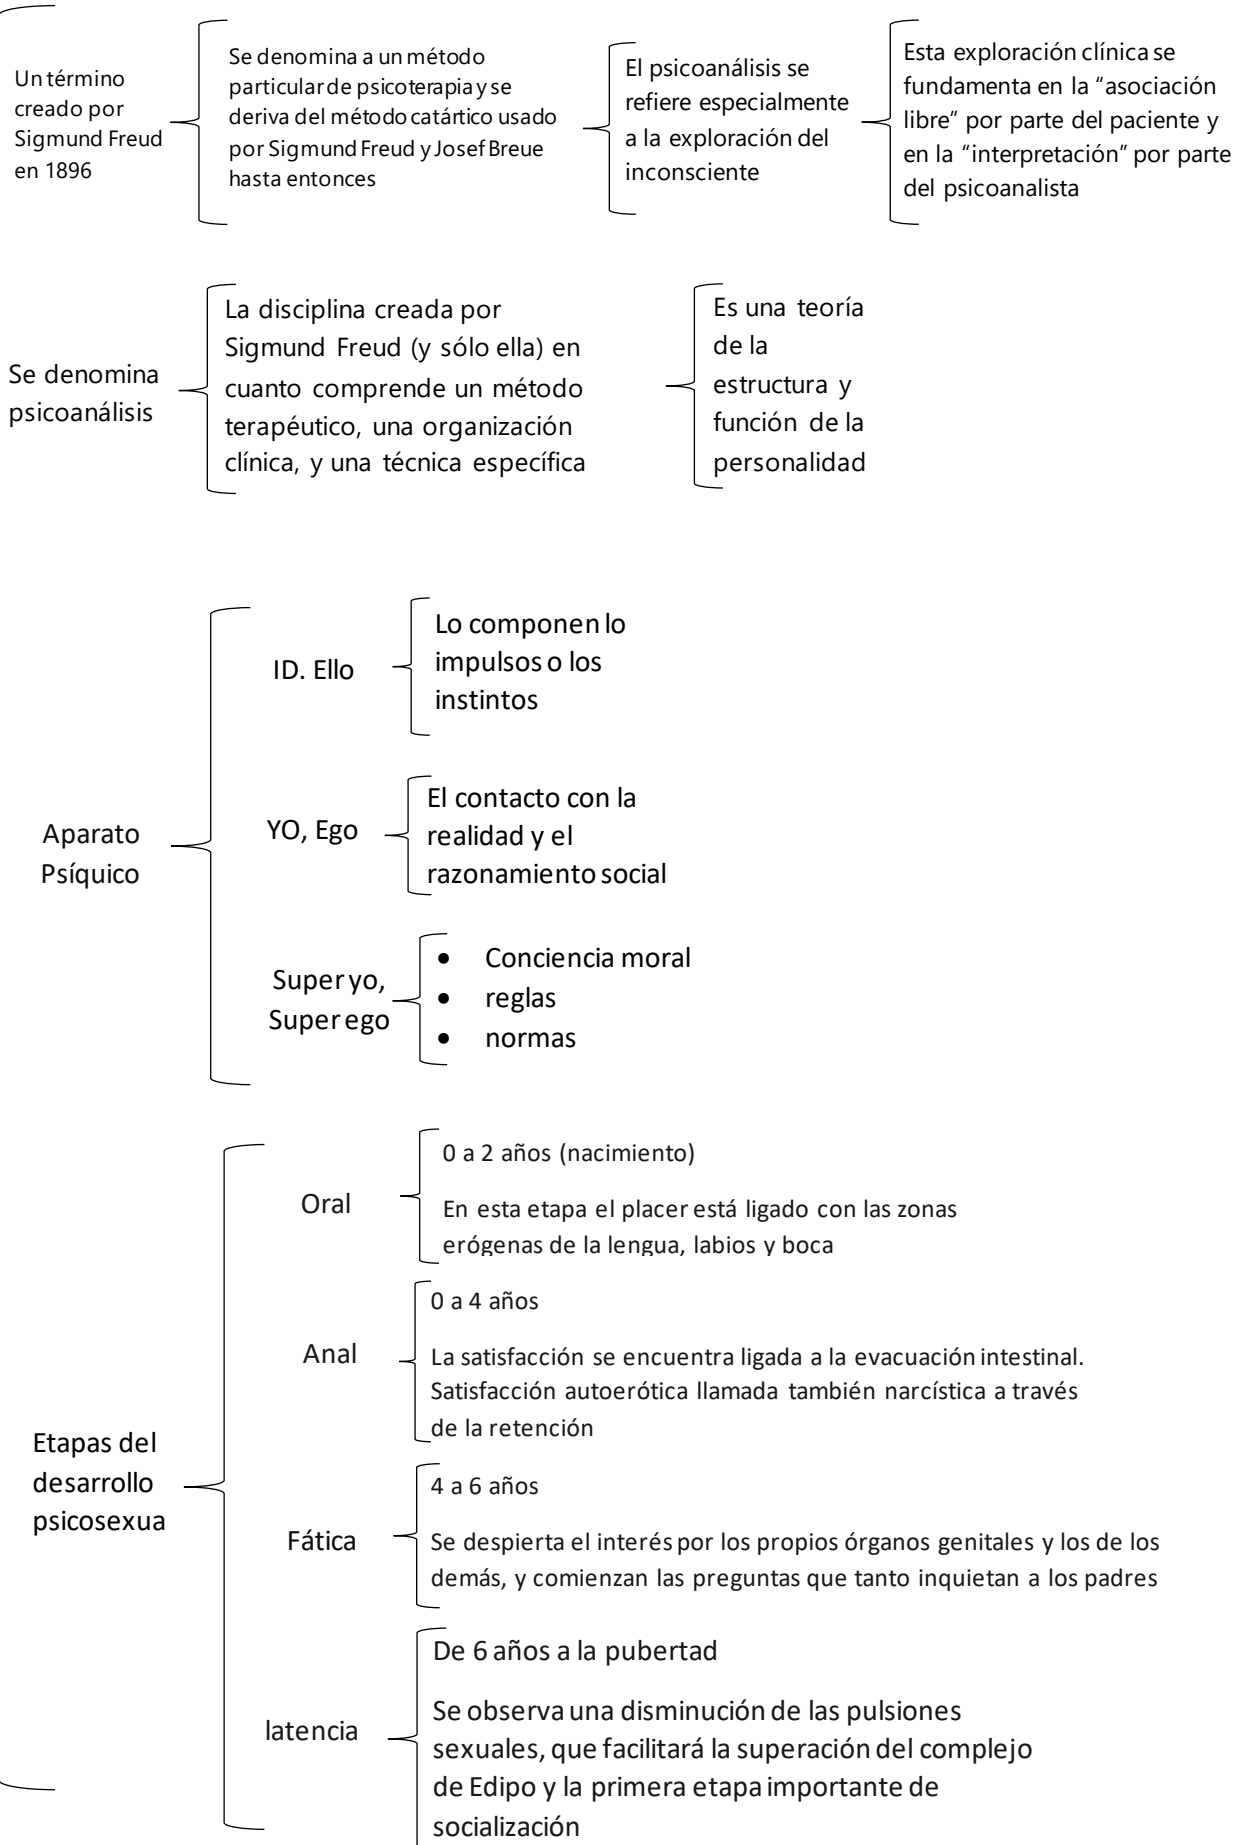 Un término
creado por
Sigmund Freud
en 1896
Se denomina a un método
particular de psicoterapia y se
deriva del método catártico usado
por Sigmund Freud y Josef Breue
hasta entonces
El psicoanálisis se
refiere especialmente
a la exploración del
inconsciente
Esta exploración clínica se
fundamenta en la “asociación
libre” por parte del paciente y
en la “interpretación” por parte
del psicoanalista
Se denomina
psicoanálisis
La disciplina creada por
Sigmund Freud (y sólo ella) en
cuanto comprende un método
terapéutico, una organización
clínica, y una técnica específica
Es una teoría
de la
estructura y
función de la
personalidad
Aparato
Psíquico
ID. Ello
Lo componen lo
impulsos o los
instintos
YO, Ego
El contacto con la
realidad y el
razonamiento social
Super yo,
Super ego
• Conciencia moral
• reglas
• normas
Etapas del
desarrollo
psicosexua
Oral
0 a 2 años (nacimiento)
En esta etapa el placer está ligado con las zonas
erógenas de la lengua, labios y boca
Anal
0 a 4 años
La satisfacción se encuentra ligada a la evacuación intestinal.
Satisfacción autoerótica llamada también narcística a través
de la retención
Fática
4 a 6 años
Se despierta el interés por los propios órganos genitales y los de los
demás, y comienzan las preguntas que tanto inquietan a los padres
latencia
De 6 años a la pubertad
Se observa una disminución de las pulsiones
sexuales, que facilitará la superación del complejo
de Edipo y la primera etapa importante de
socialización